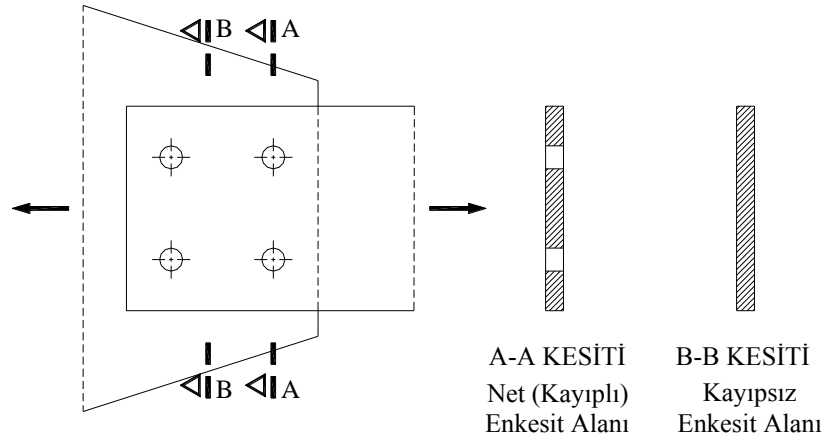 B A
B A
A-A KESİTİ
Net (Kayıplı)
Enkesit Alanı
B-B KESİTİ
Kayıpsız
Enkesit Alanı